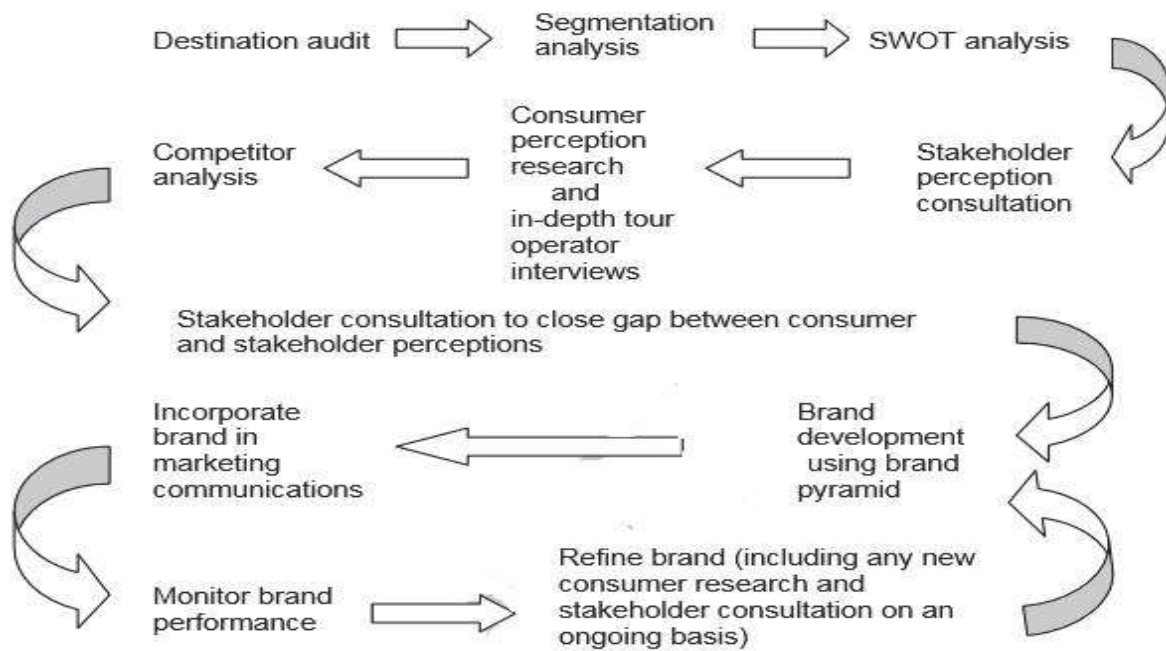 Destination audit
Segmentation
analysis
SWOT analysis
Stakeholder
perception
consultation
Consumer
perception
research
and
in-depth tour
operator
interviews
Competitor
analysis
Stakeholder consultation to close gap between consumer
and stakeholder perceptions
Brand
development
using brand
pyramid
Incorporate
brand in
marketing
communications
Monitor brand
performance
Refine brand (including any new
consumer research and
stakeholder consultation on an
ongoing basis)